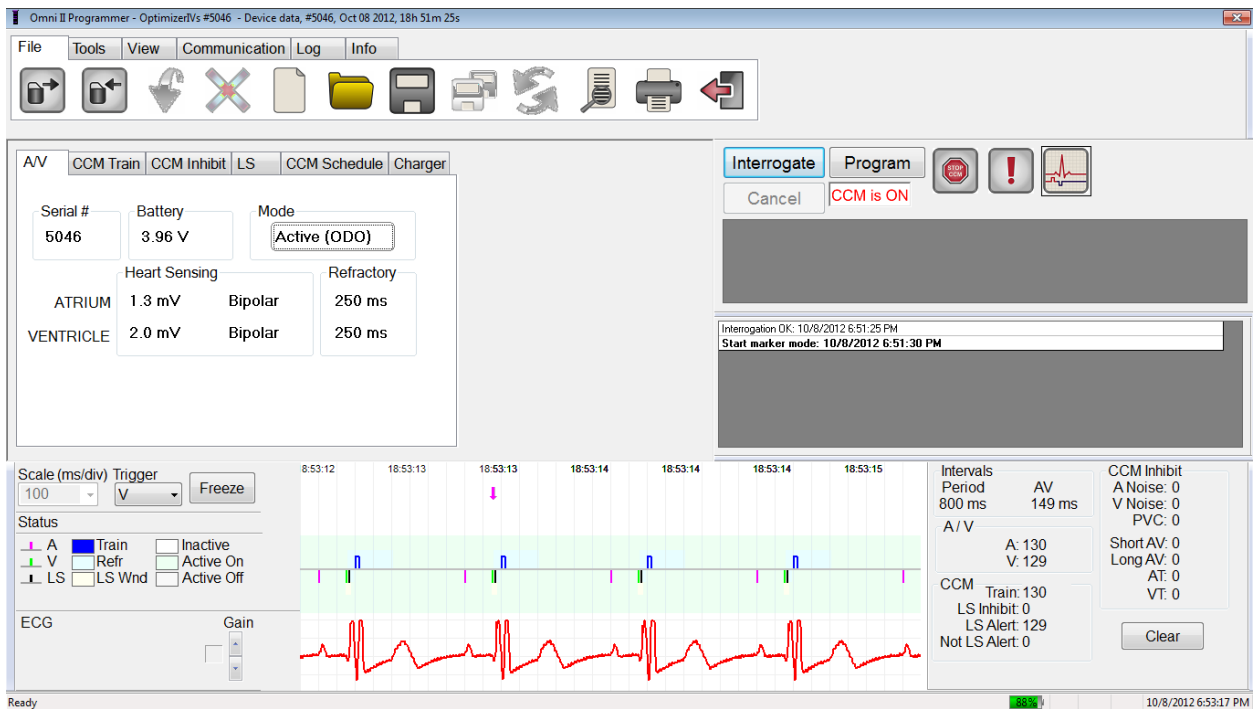 Omni II Programmer - OptimizerIVs #5046 - Device data, #5046, Oct 08 2012, 18h 51m 25s
File Tools View Communication Log Info
A/V CCM Train CCM Inhibit LS CCM Schedule Charger
Serial # Battery Mode
5046 3.96 V Active (ODO)
Heart Sensing Refractory
ATRIUM 1.3 mV Bipolar 250 ms
VENTRICLE 2.0 mV Bipolar 250 ms
Interrogate Program STOP CCM !
Cancel CCM is ON
Interrogation OK: 10/8/2012 6:51:25 PM
Start marker mode: 10/8/2012 6:51:30 PM
Scale (ms/div) Trigger
100 V Freeze
Status
A Train Inactive
V Refr Active On
LS LS Wnd Active Off
ECG Gain
8:53:12 18:53:13 18:53:13 18:53:14 18:53:14 18:53:14 18:53:15
Intervals
Period AV
800 ms 149 ms
A / V
A: 130
V: 129
CCM
Train: 130
LS Inhibit: 0
LS Alert: 129
Not LS Alert: 0
CCM Inhibit
A Noise: 0
V Noise: 0
PVC: 0
Short AV: 0
Long AV: 0
AT: 0
VT: 0
Clear
Ready 88% 10/8/2012 6:53:17 PM